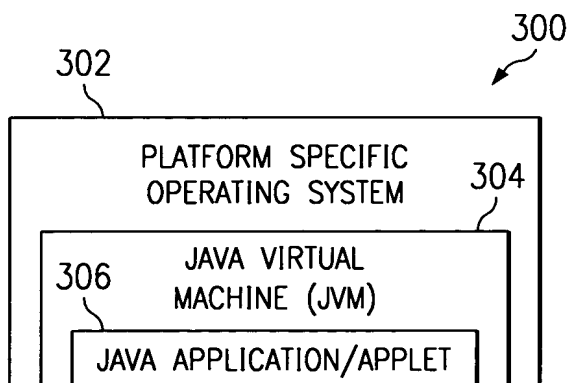 300
302
PLATFORM SPECIFIC
OPERATING SYSTEM
304
JAVA VIRTUAL
MACHINE (JVM)
306
JAVA APPLICATION/APPLET